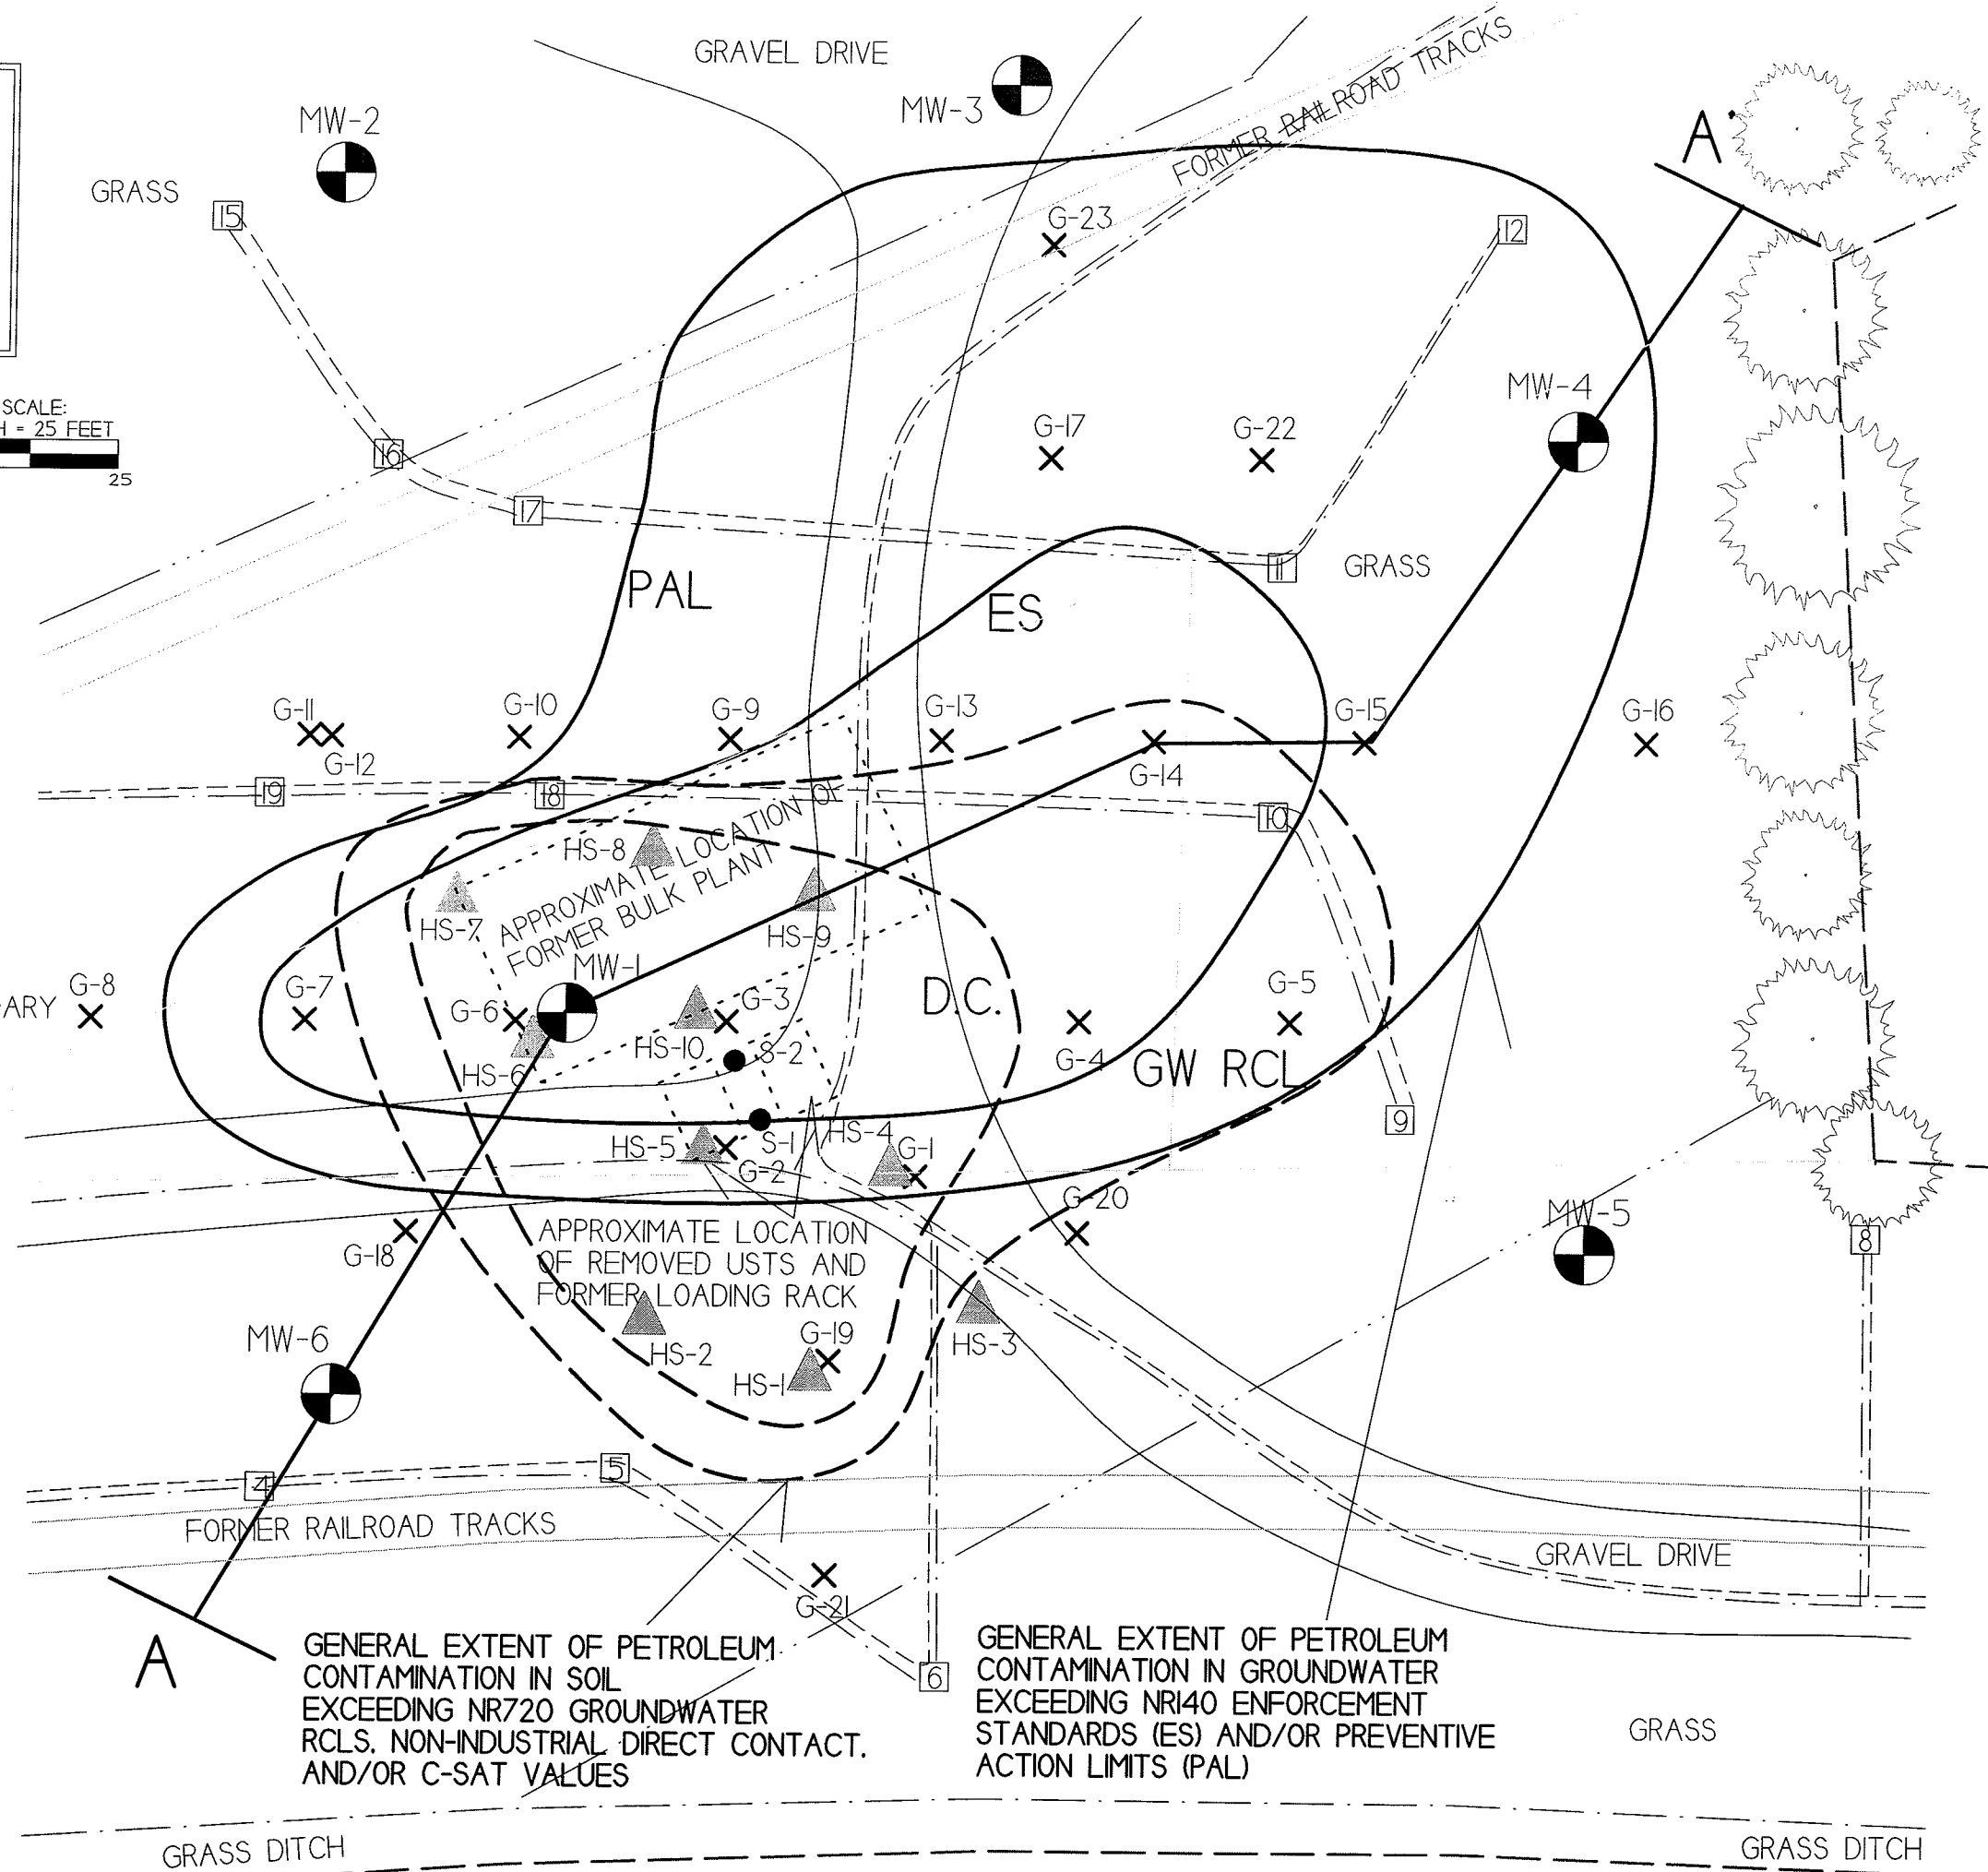 GRAVEL DRIVE
MW-3
FORMER RAILROAD TRACKS
MW-2
A'
GRASS
15
G-23
12
SCALE:
H = 25 FEET
25
MW-4
16
G-17
G-22
17
11
GRASS
PAL
ES
G-11
G-12
G-10
G-9
G-13
G-14
G-15
G-16
19
18
10
HS-8
APPROXIMATE LOCATION OF
FORMER BULK PLANT
HS-7
HS-9
MW-1
ARY
G-8
G-7
G-6
G-3
D.C.
G-5
HS-10
S-2
G-4
HS-6
GW RCL
9
HS-5
S-1
HS-4
G-2
G-1
G-20
MW-5
8
G-18
APPROXIMATE LOCATION
OF REMOVED USTS AND
FORMER LOADING RACK
MW-6
HS-2
G-19
HS-3
HS-1
4
5
FORMER RAILROAD TRACKS
GRAVEL DRIVE
G-21
A
6
GENERAL EXTENT OF PETROLEUM
CONTAMINATION IN SOIL
EXCEEDING NR720 GROUNDWATER
RCLS, NON-INDUSTRIAL DIRECT CONTACT,
AND/OR C-SAT VALUES
GENERAL EXTENT OF PETROLEUM
CONTAMINATION IN GROUNDWATER
EXCEEDING NR140 ENFORCEMENT
STANDARDS (ES) AND/OR PREVENTIVE
ACTION LIMITS (PAL)
GRASS
GRASS DITCH
GRASS DITCH